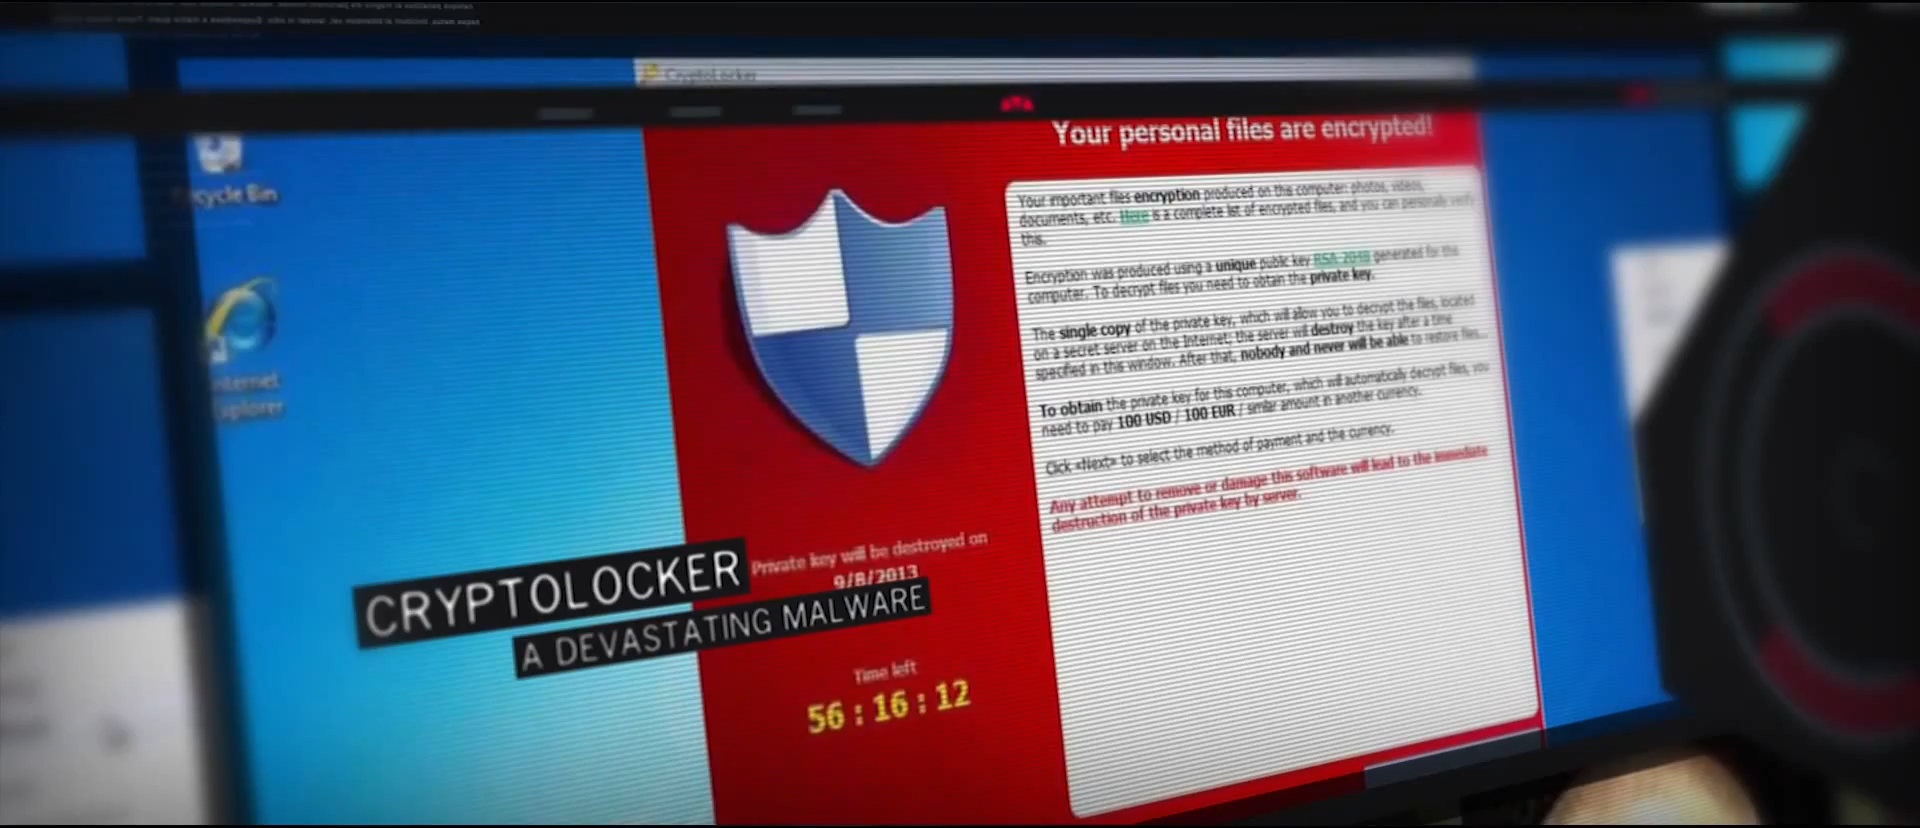 CryptoLocker
Your personal files are encrypted!
Recycle Bin
Internet
Explorer
Your important files encryption produced on this computer: photos, videos,
documents, etc. Here is a complete list of encrypted files, and you can personally verify
this.
Encryption was produced using a unique public key RSA-2048 generated for this
computer. To decrypt files you need to obtain the private key.
The single copy of the private key, which will allow you to decrypt the files, located
on a secret server on the Internet; the server will destroy the key after a time
specified in this window. After that, nobody and never will be able to restore files...
To obtain the private key for this computer, which will automatically decrypt files, you
need to pay 100 USD / 100 EUR / similar amount in another currency.
Click «Next» to select the method of payment and the currency.
Any attempt to remove or damage this software will lead to the immediate
destruction of the private key by server.
Private key will be destroyed on
9/8/2013
CRYPTOLOCKER
A DEVASTATING MALWARE
Time left
56 : 16 : 12